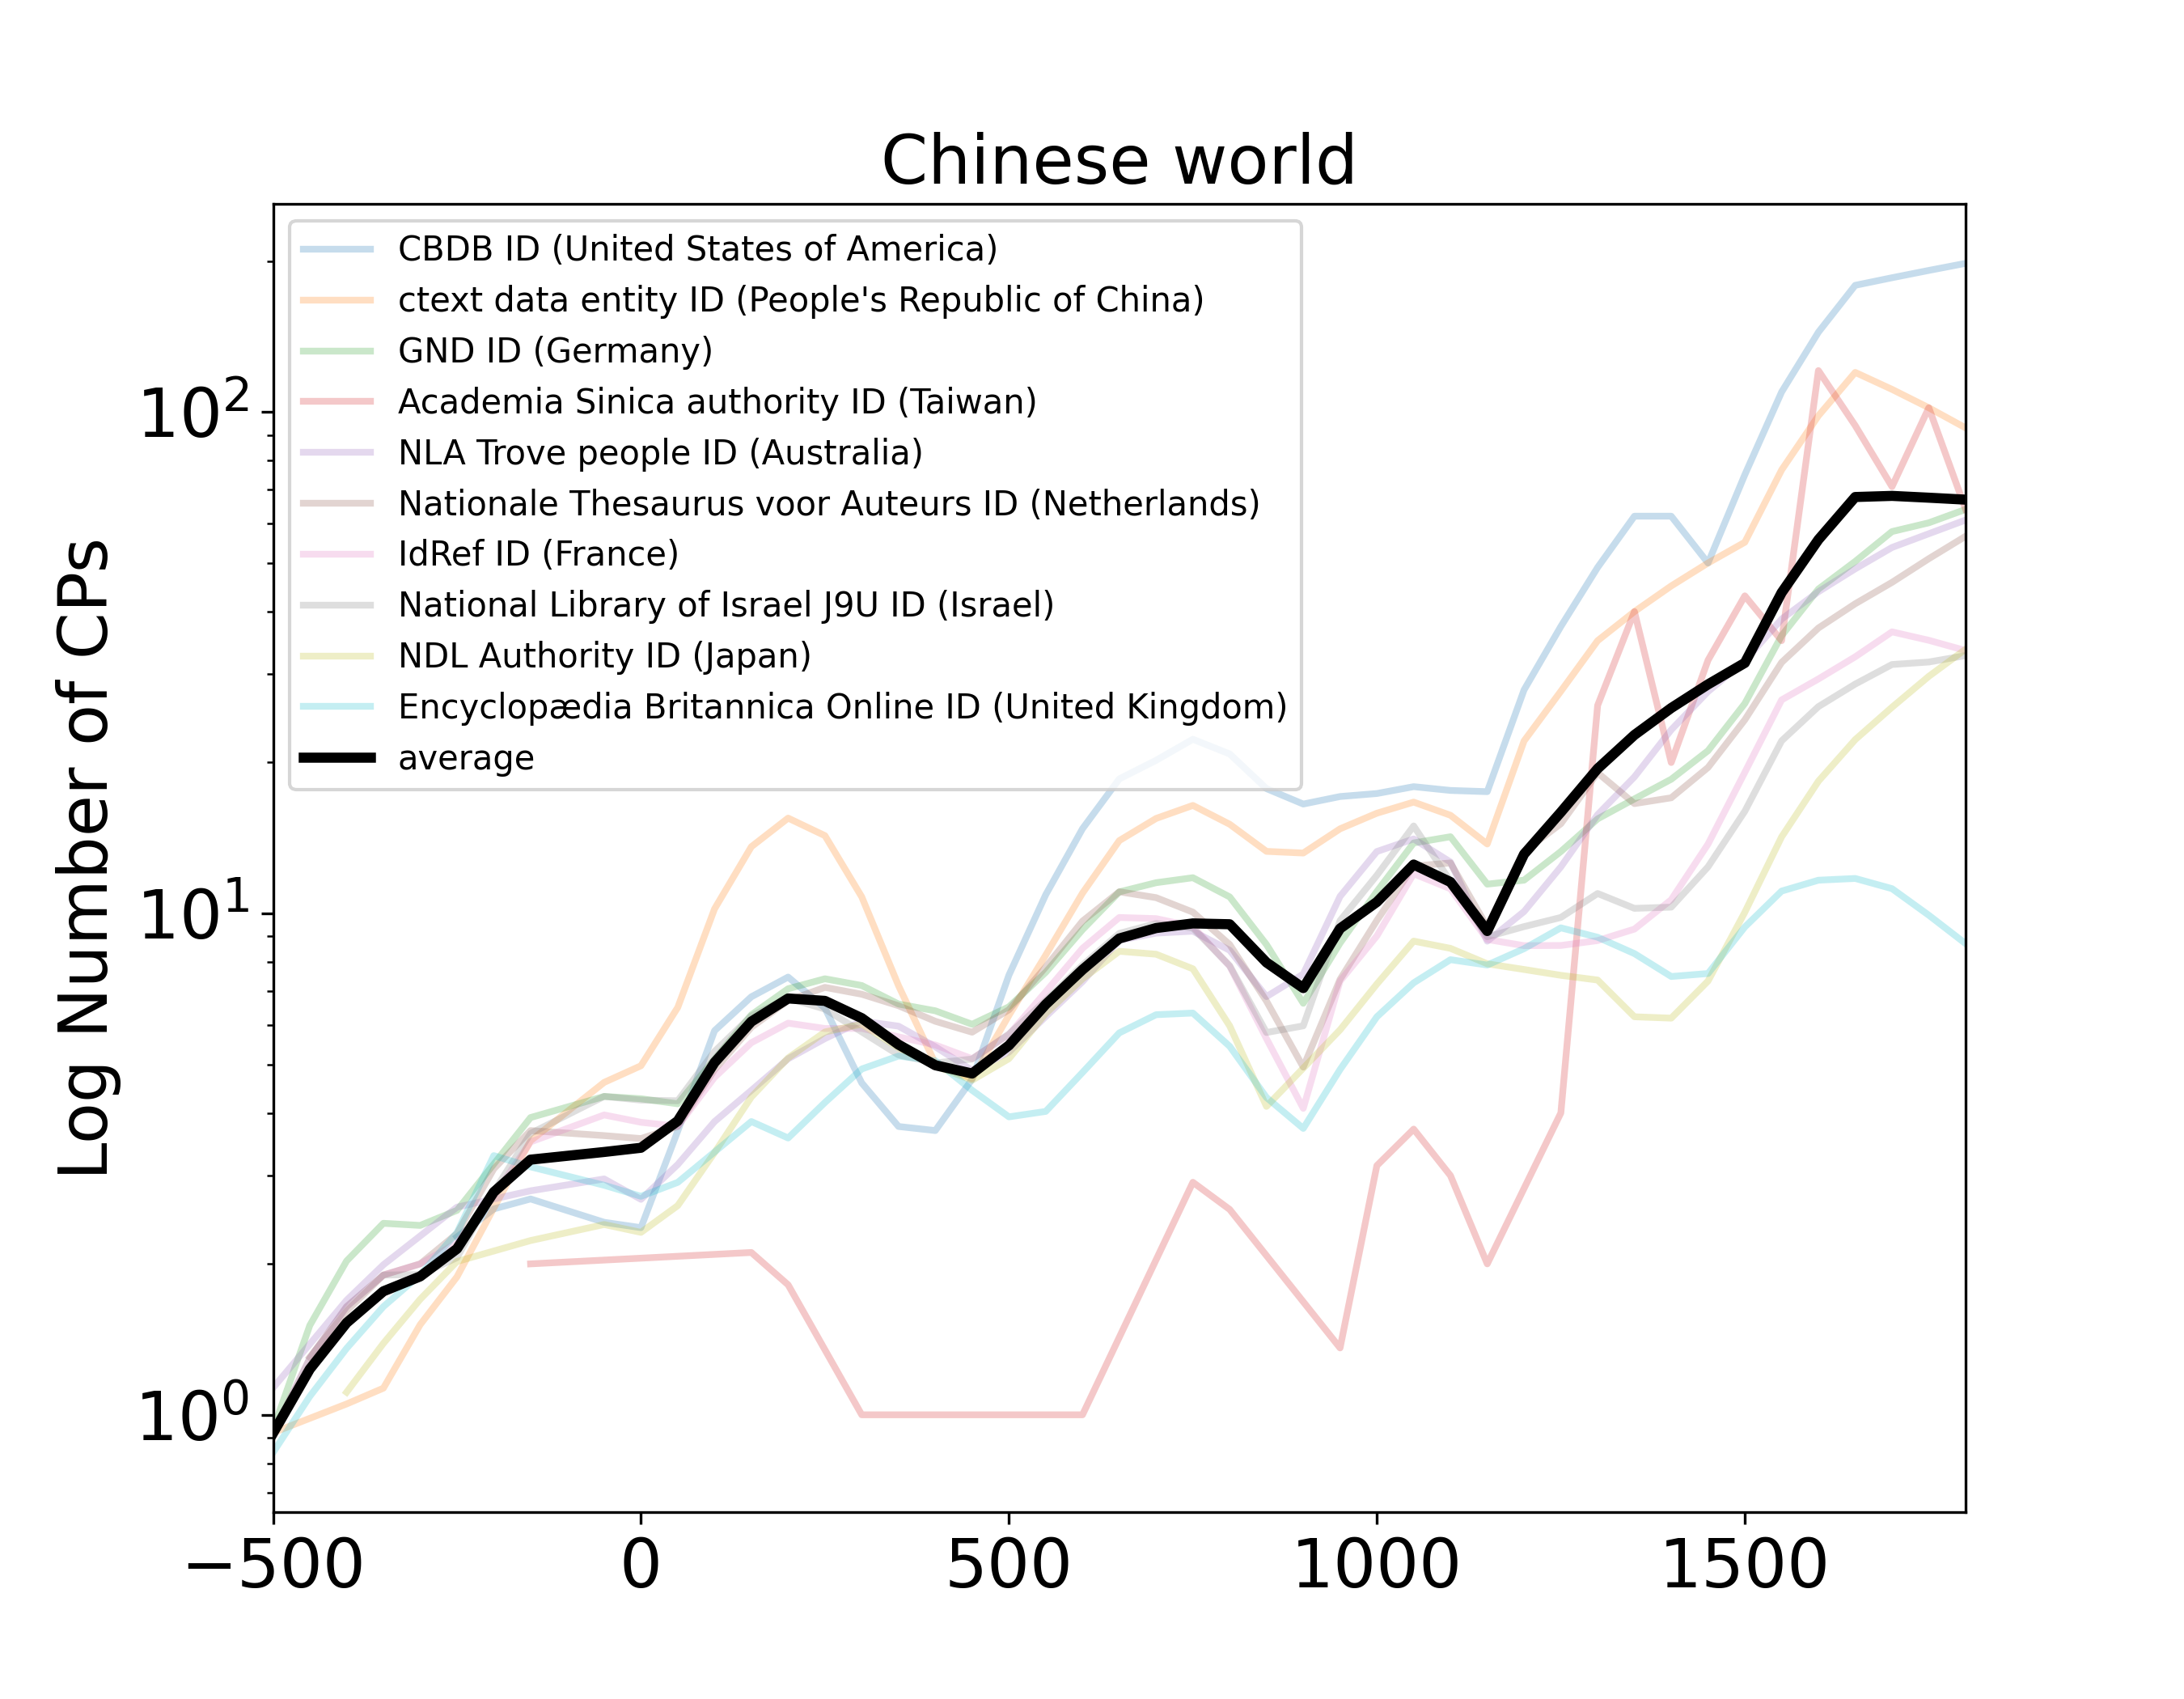 Chinese world
CBDB ID (United States of America)
ctext data entity ID (People's Republic of China)
GND ID (Germany)
Academia Sinica authority ID (Taiwan)
NLA Trove people ID (Australia)
Nationale Thesaurus voor Auteurs ID (Netherlands)
IdRef ID (France)
National Library of Israel J9U ID (Israel)
NDL Authority ID (Japan)
Encyclopædia Britannica Online ID (United Kingdom)
average
Log Number of CPs
10²
10¹
10⁰
−500 0 500 1000 1500